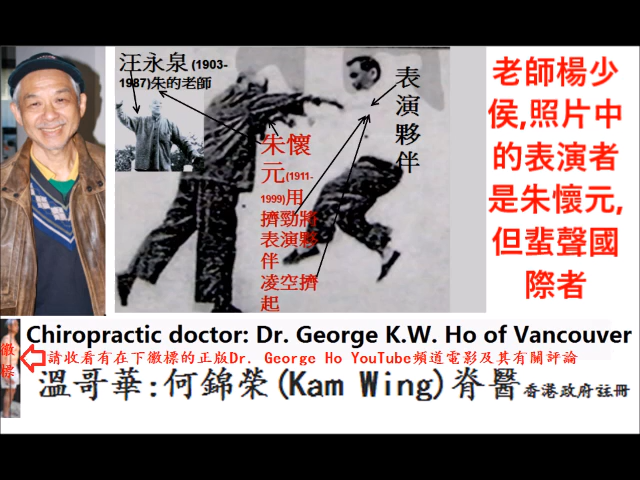 汪永泉(1903-
1987)朱的老師
表
演
夥
伴
朱懷
元(1911-
1999)用
擠勁將
表演夥
伴
凌空擠
起
老師楊少
侯,照片中
的表演者
是朱懷元,
但蜚聲國
際者
Chiropractic doctor: Dr. George K.W. Ho of Vancouver
徽
標
請收看有在下徽標的正版Dr. George Ho YouTube頻道電影及其有關評論
溫哥華:何錦榮(Kam Wing)脊醫香港政府註冊